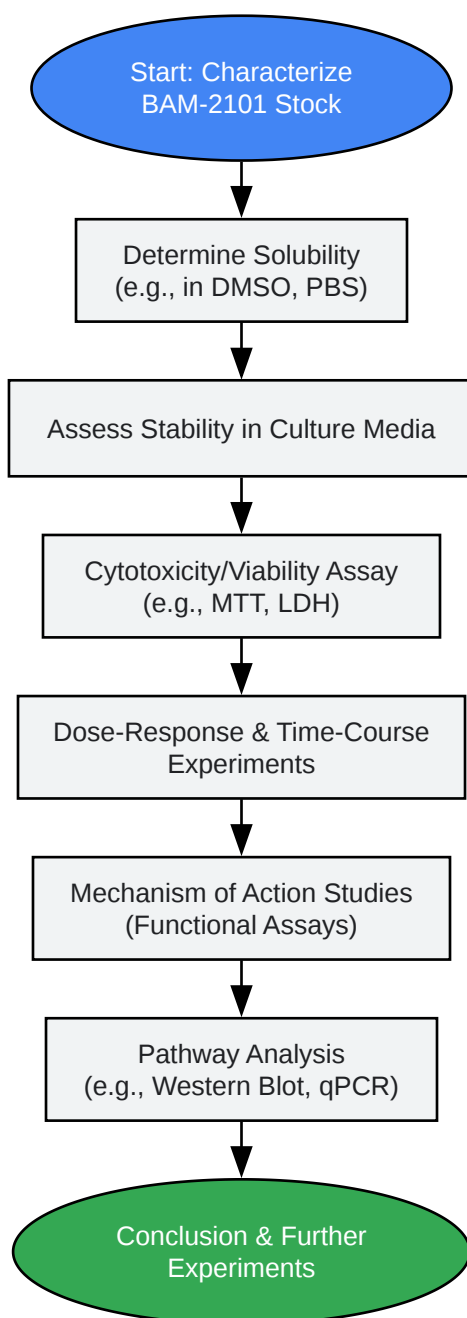 Start: Characterize
BAM-2101 Stock
Determine Solubility
(e.g., in DMSO, PBS)
Assess Stability in Culture Media
Cytotoxicity/Viability Assay
(e.g., MTT, LDH)
Dose-Response & Time-Course
Experiments
Mechanism of Action Studies
(Functional Assays)
Pathway Analysis
(e.g., Western Blot, qPCR)
Conclusion & Further
Experiments